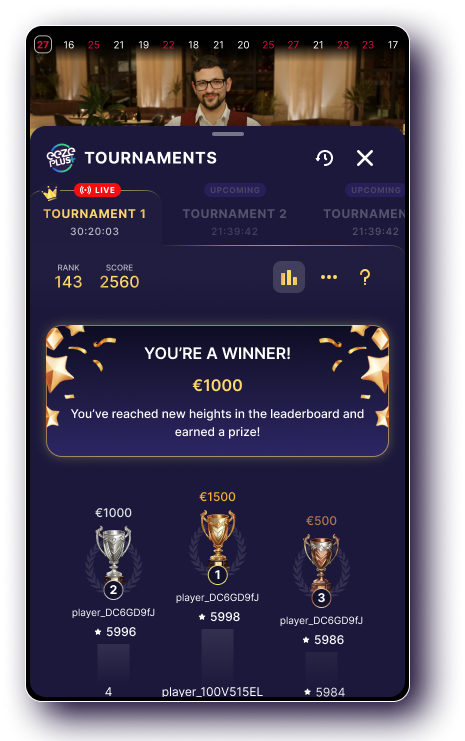 27 16 25 21 19 22 18 21 20 25 27 21 23 23 17
eeze
PLUS+
TOURNAMENTS
LIVE UPCOMING UPCOMING
TOURNAMENT 1 TOURNAMENT 2 TOURNAMEN
30:20:03 21:39:42 21:39:42
RANK SCORE
143 2560
?
YOU'RE A WINNER!
€1000
You've reached new heights in the leaderboard and
earned a prize!
€1000 €1500 €500
2 1 3
player_DC6GD9fJ player_DC6GD9fJ player_DC6GD9fJ
5996 5998 5986
4 player_100V515EL 5984